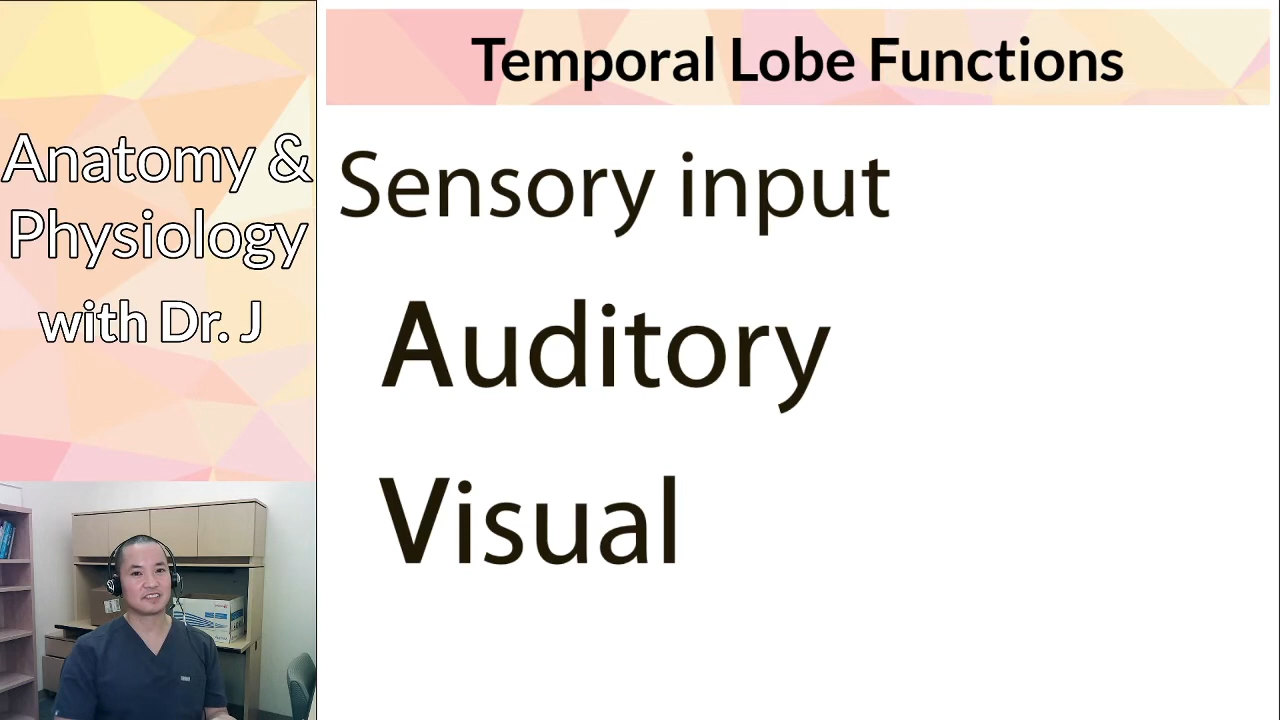 Anatomy &
Physiology
with Dr. J
Temporal Lobe Functions
Sensory input
Auditory
Visual